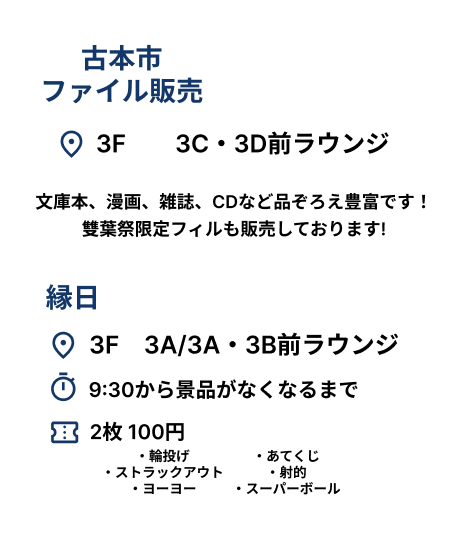 古本市
ファイル販売
3F 3C・3D前ラウンジ
文庫本、漫画、雑誌、CDなど品ぞろえ豊富です！
雙葉祭限定フィルも販売しております!
縁日
3F 3A/3A・3B前ラウンジ
9:30から景品がなくなるまで
2枚 100円
・輪投げ ・あてくじ
・ストラックアウト ・射的
・ヨーヨー ・スーパーボール